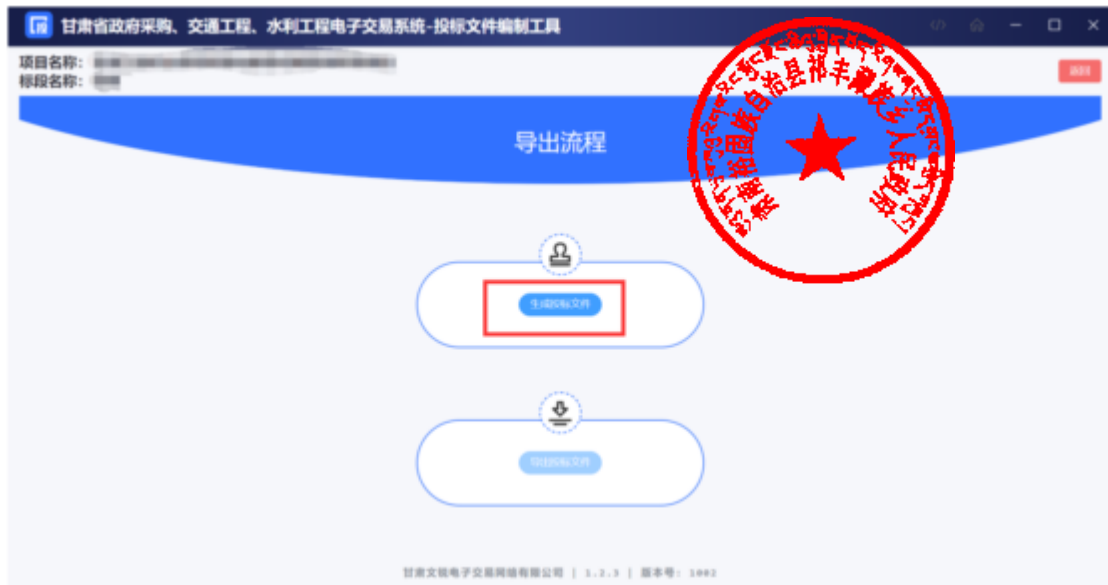 甘肃省政府采购、交通工程、水利工程电子交易系统-投标文件编制工具
项目名称：
标段名称：
返回
导出流程
肃南裕固族自治县祁丰藏族乡人民政府
生成投标文件
导出投标文件
甘肃文锐电子交易网络有限公司 | 1.2.3 | 版本号: 1002